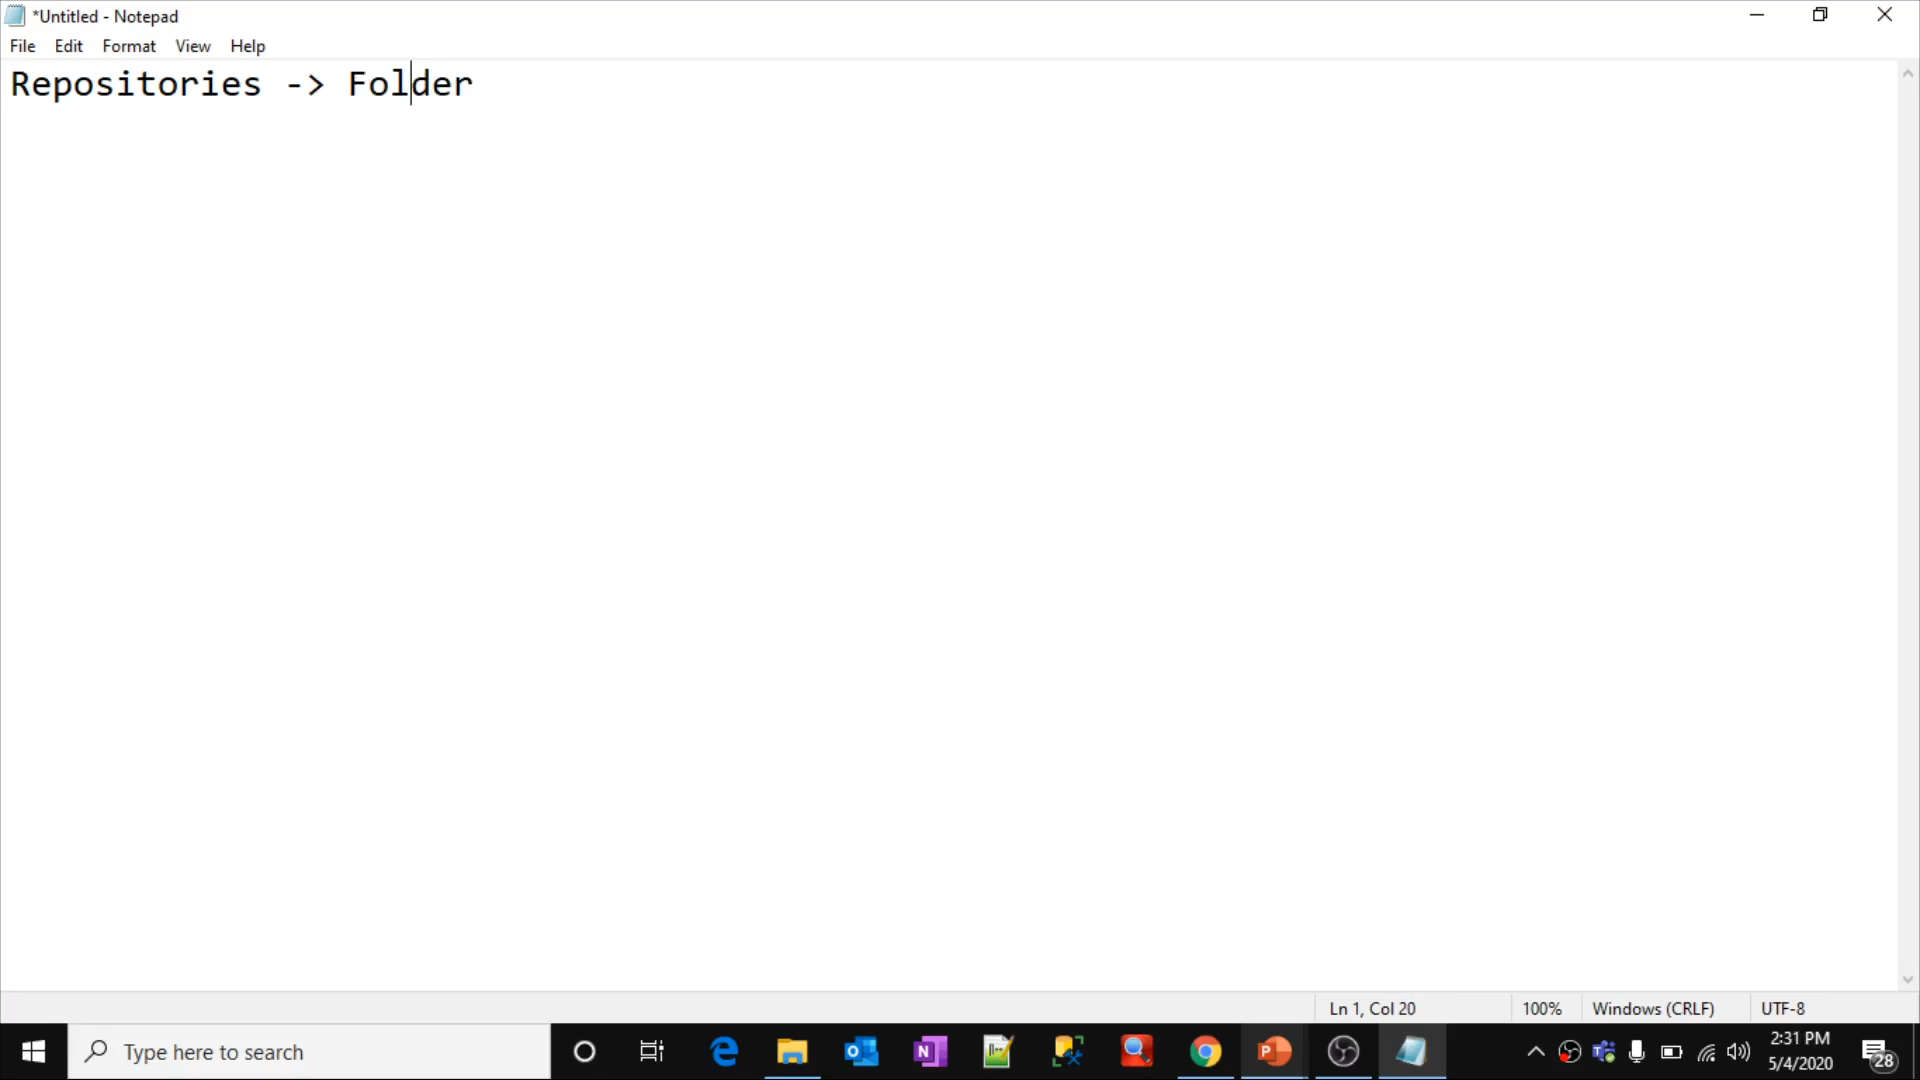 *Untitled - Notepad
File Edit Format View Help
Repositories -> Folder
Ln 1, Col 20 100% Windows (CRLF) UTF-8
Type here to search
2:31 PM
5/4/2020
28